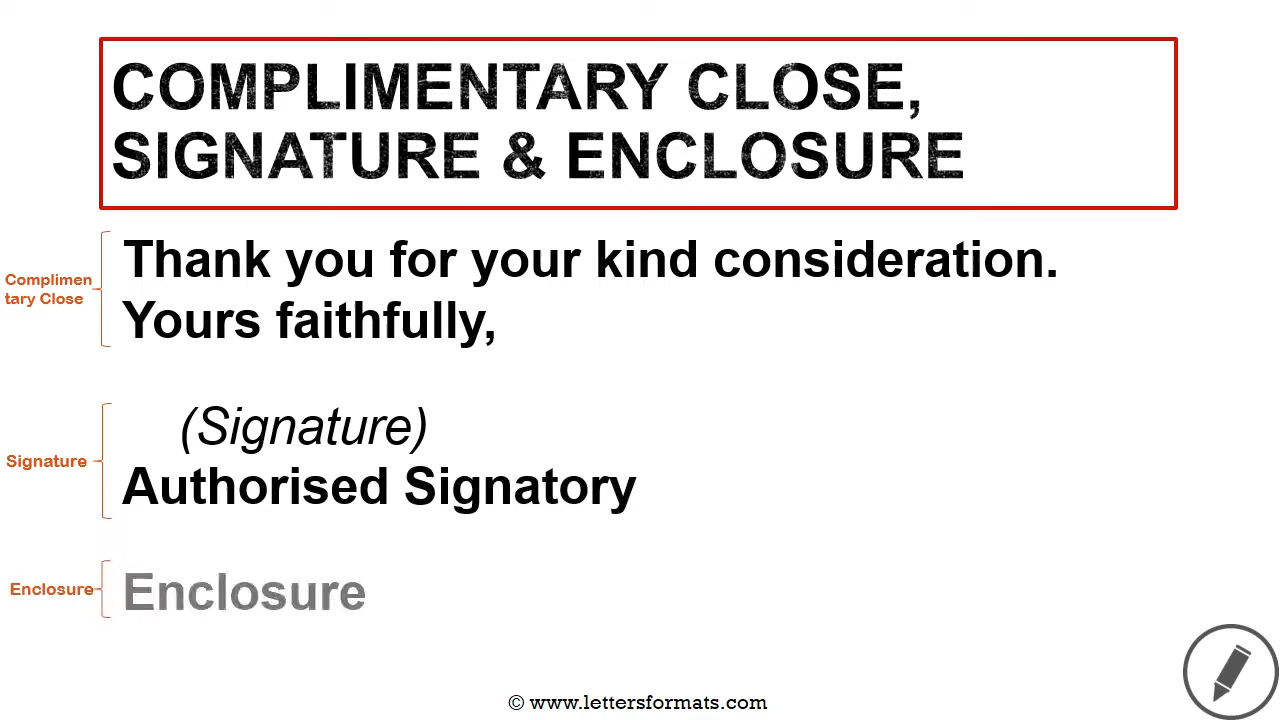 COMPLIMENTARY CLOSE,
SIGNATURE & ENCLOSURE
Thank you for your kind consideration.
Complimen
tary Close
Yours faithfully,
(Signature)
Signature
Authorised Signatory
Enclosure
Enclosure
© www.lettersformats.com